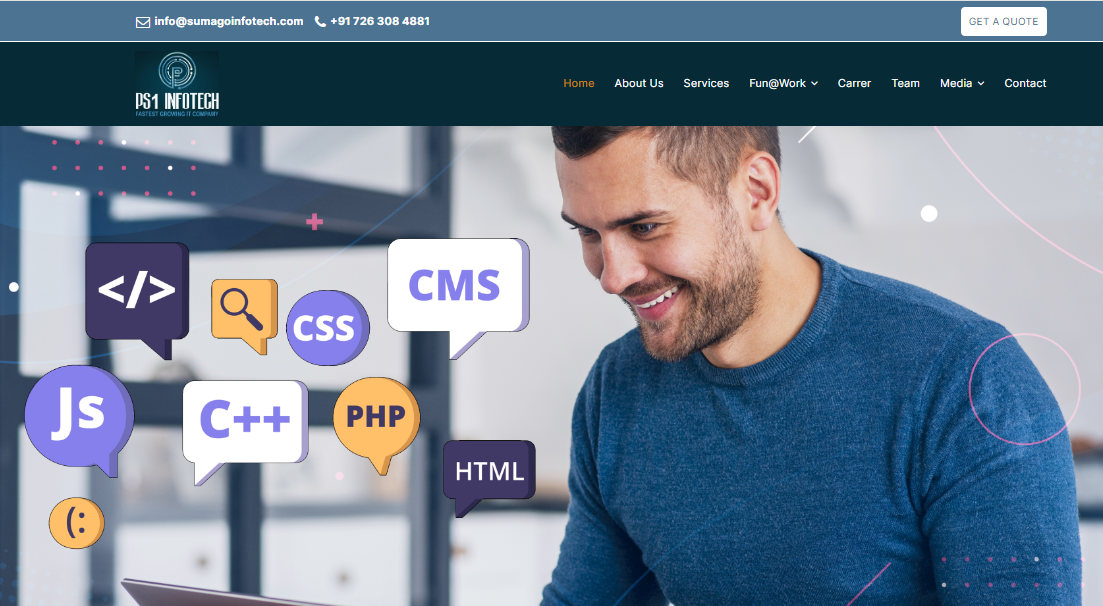 info@sumagoinfotech.com +91 726 308 4881 GET A QUOTE
PS1 INFOTECH
FASTEST GROWING IT COMPANY
Home About Us Services Fun@Work Carrer Team Media Contact
</>
CSS
CMS
Js
C++
PHP
HTML
(: